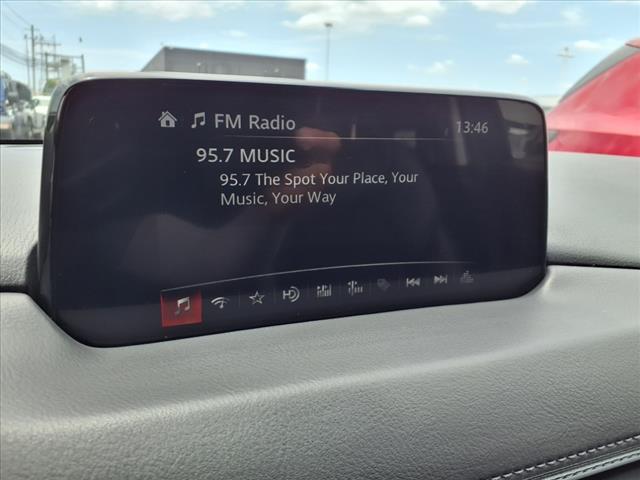 FM Radio 13:46
95.7 MUSIC
95.7 The Spot Your Place, Your
Music, Your Way